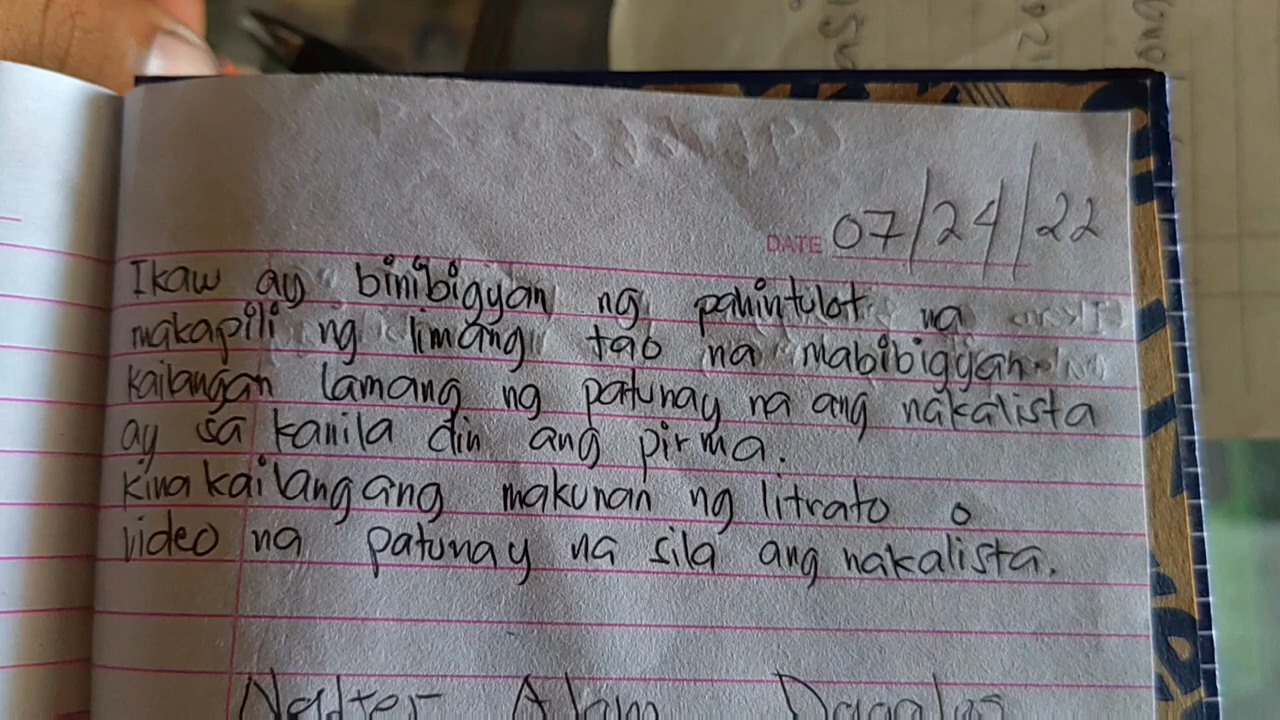 DATE 07/24/22
Ikaw ay binibigyan ng pahintulot na
makapili ng limang tao na mabibigyan
kailangan lamang ng patunay na ang nakalista
ay sa kanila din ang pirma.
kinakailangang makunan ng litrato o
video na patunay na sila ang nakalista.